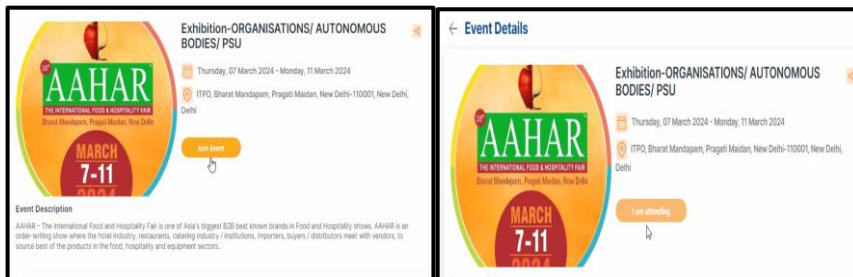 Exhibition-ORGANISATIONS/ AUTONOMOUS
BODIES/ PSU
Thursday, 07 March 2024 - Monday, 11 March 2024
ITPO, Bharat Mandapam, Pragati Maidan, New Delhi-110001, New Delhi,
Delhi
Join Event
38th
AAHAR
THE INTERNATIONAL FOOD & HOSPITALITY FAIR
Bharat Mandapam, Pragati Maidan, New Delhi
MARCH
7-11
2024
Event Description
AAHAR - The International Food and Hospitality Fair is one of Asia's biggest B2B best known brands in Food and Hospitality shows. AAHAR is an
order-writing show where the hotel industry, restaurants, catering industry / institutions, importers, buyers / distributors meet with vendors, to
source best of the products in the food, hospitality and equipment sectors..
← Event Details
Exhibition-ORGANISATIONS/ AUTONOMOUS
BODIES/ PSU
Thursday, 07 March 2024 - Monday, 11 March 2024
ITPO, Bharat Mandapam, Pragati Maidan, New Delhi-110001, New Delhi,
Delhi
I am attending
38th
AAHAR
THE INTERNATIONAL FOOD & HOSPITALITY FAIR
Bharat Mandapam, Pragati Maidan, New Delhi
MARCH
7-11